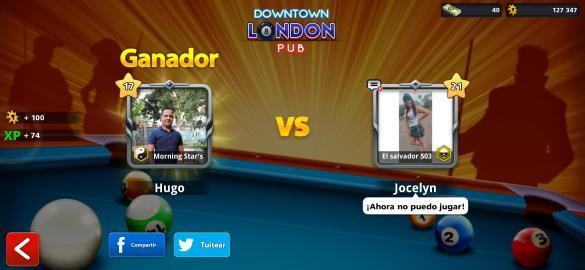 DOWNTOWN
LONDON
PUB
40
127 347
Ganador
17
21
+ 100
XP + 74
VS
Morning Star's
El salvador 503
Hugo
Jocelyn
¡Ahora no puedo jugar!
f Compartir
Tuitear
2